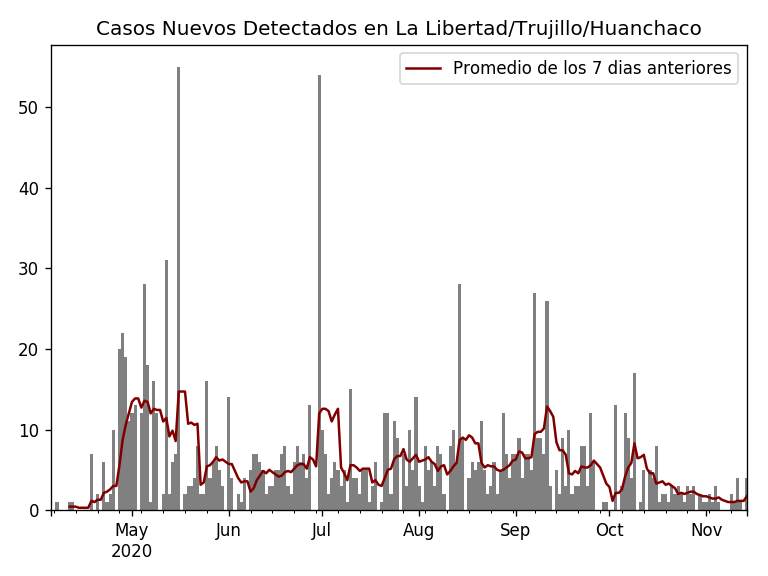 Casos Nuevos Detectados en La Libertad/Trujillo/Huanchaco
Promedio de los 7 dias anteriores
50
40
30
20
10
0
May Jun Jul Aug Sep Oct Nov
2020